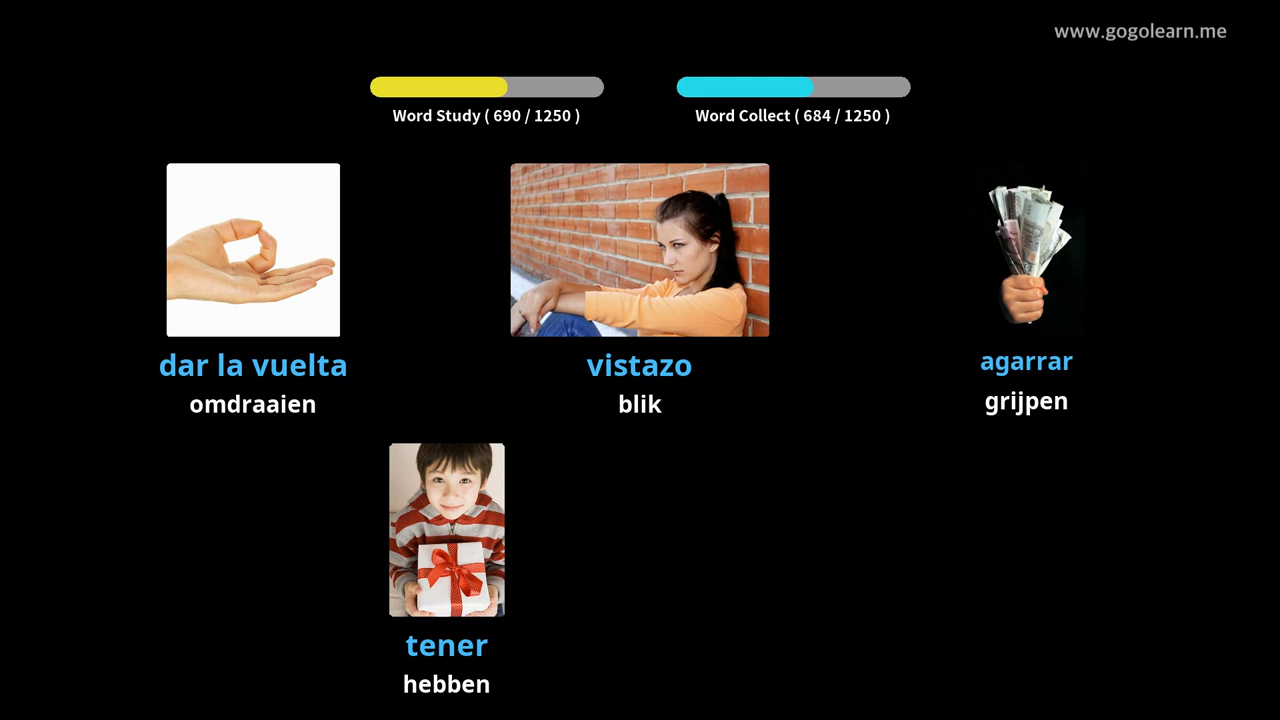 www.gogolearn.me
Word Study ( 690 / 1250 )
Word Collect ( 684 / 1250 )
dar la vuelta
omdraaien
vistazo
blik
agarrar
grijpen
tener
hebben